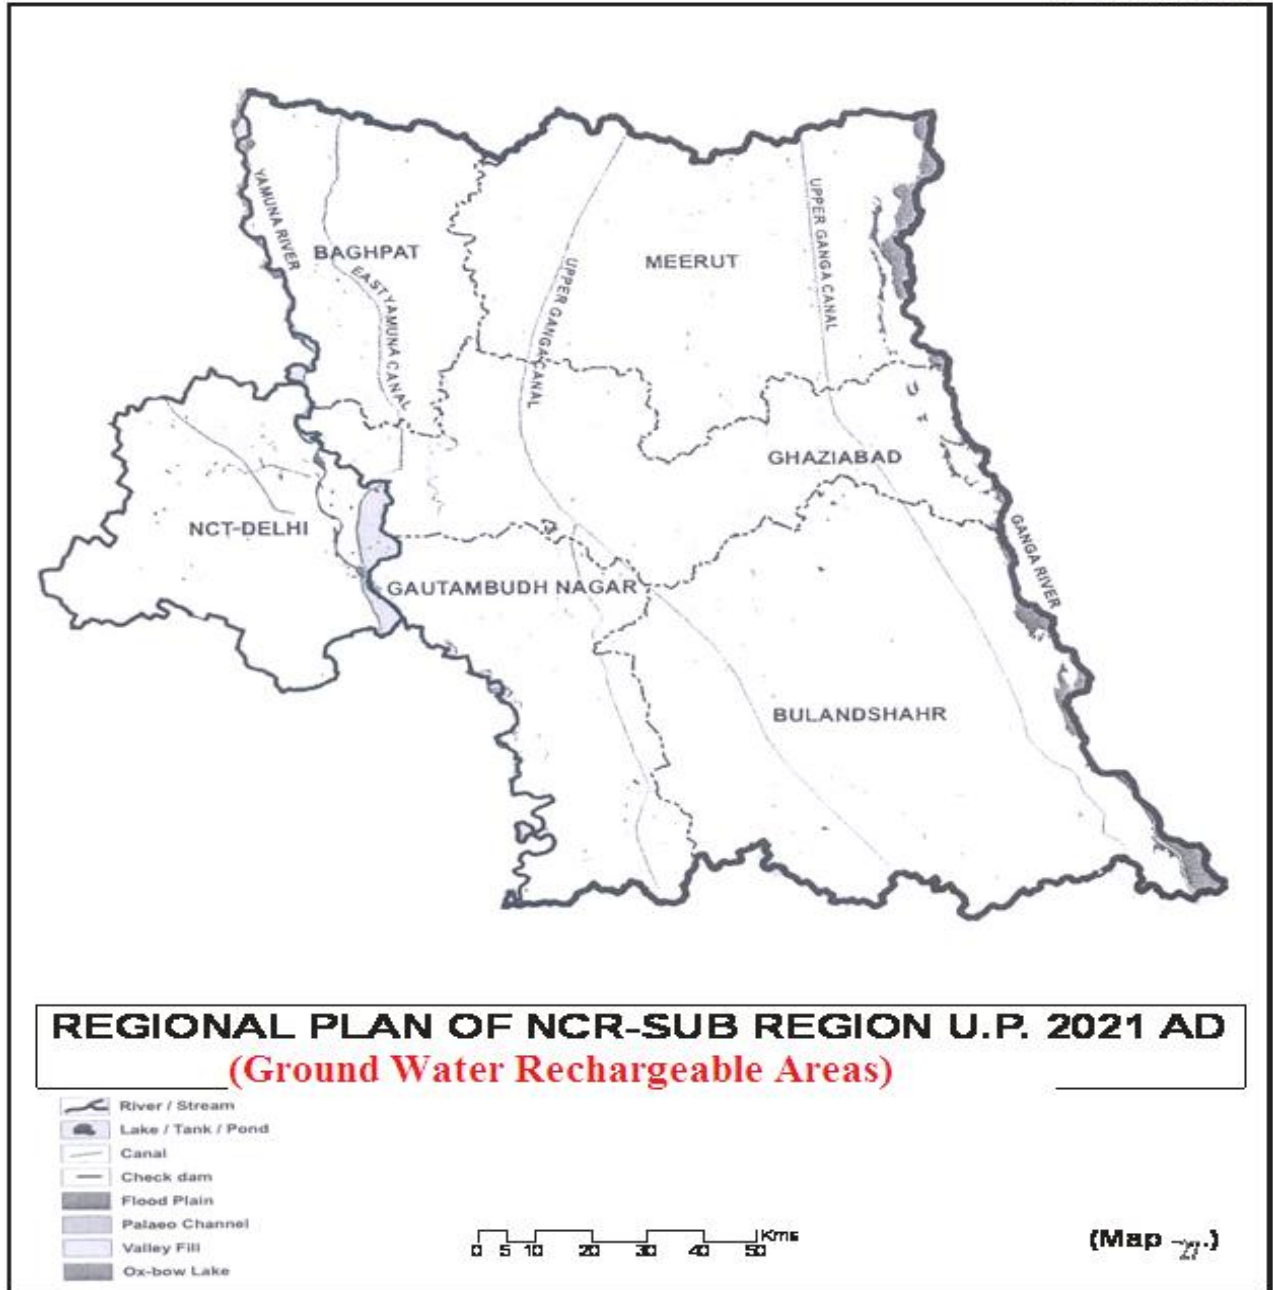 YAMUNA RIVER
BAGHPAT
EAST YAMUNA CANAL
UPPER GANGA CANAL
MEERUT
UPPER GANGA CANAL
GHAZIABAD
NCT-DELHI
GAUTAMBUDH NAGAR
GANGA RIVER
BULANDSHAHR
REGIONAL PLAN OF NCR-SUB REGION U.P. 2021 AD
(Ground Water Rechargeable Areas)
River / Stream
Lake / Tank / Pond
Canal
Check dam
Flood Plain
Palaeo Channel
Valley Fill
Ox-bow Lake
0 5 10 20 30 40 50 Kms
(Map